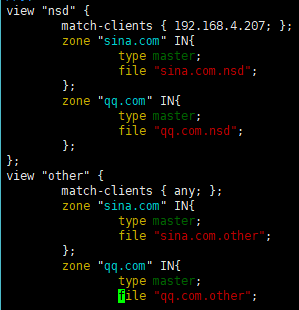 view "nsd" {
match-clients { 192.168.4.207; };
zone "sina.com" IN{
type master;
file "sina.com.nsd";
};
zone "qq.com" IN{
type master;
file "qq.com.nsd";
};
};
view "other" {
match-clients { any; };
zone "sina.com" IN{
type master;
file "sina.com.other";
};
zone "qq.com" IN{
type master;
file "qq.com.other";